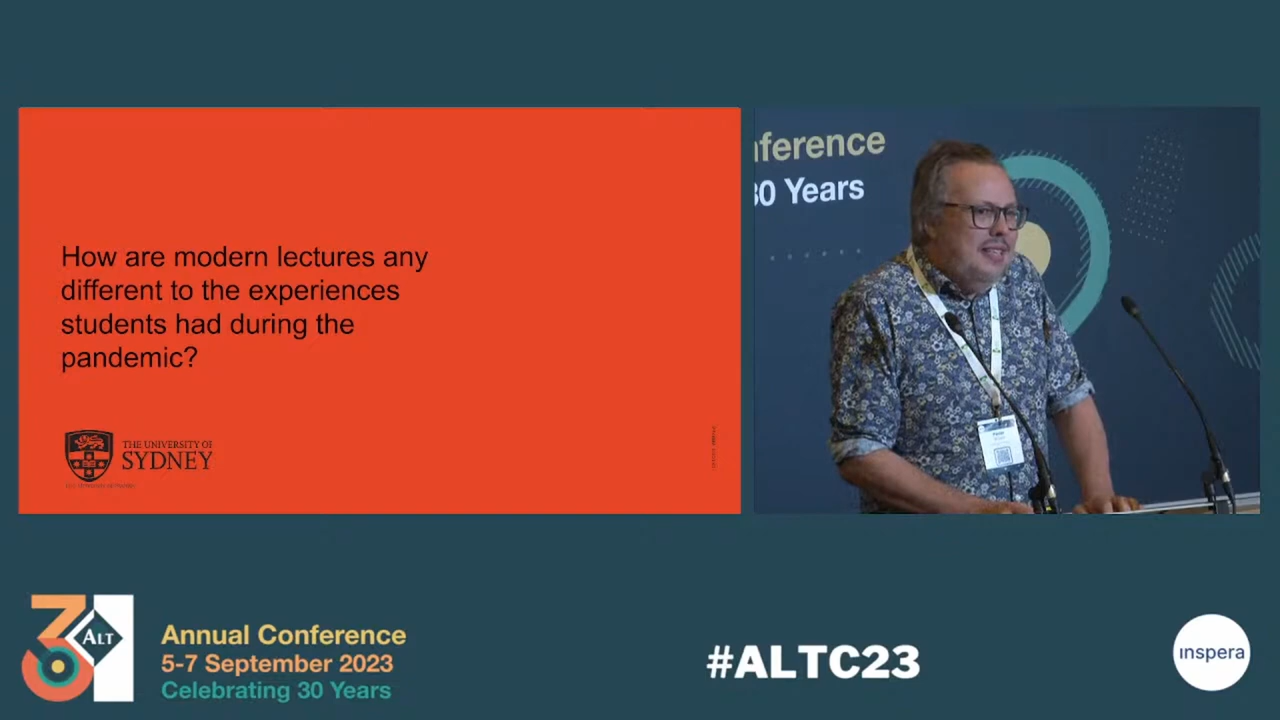 How are modern lectures any
different to the experiences
students had during the
pandemic?
THE UNIVERSITY OF
SYDNEY
nference
30 Years
ALT
Annual Conference
5-7 September 2023
Celebrating 30 Years
#ALTC23
inspera